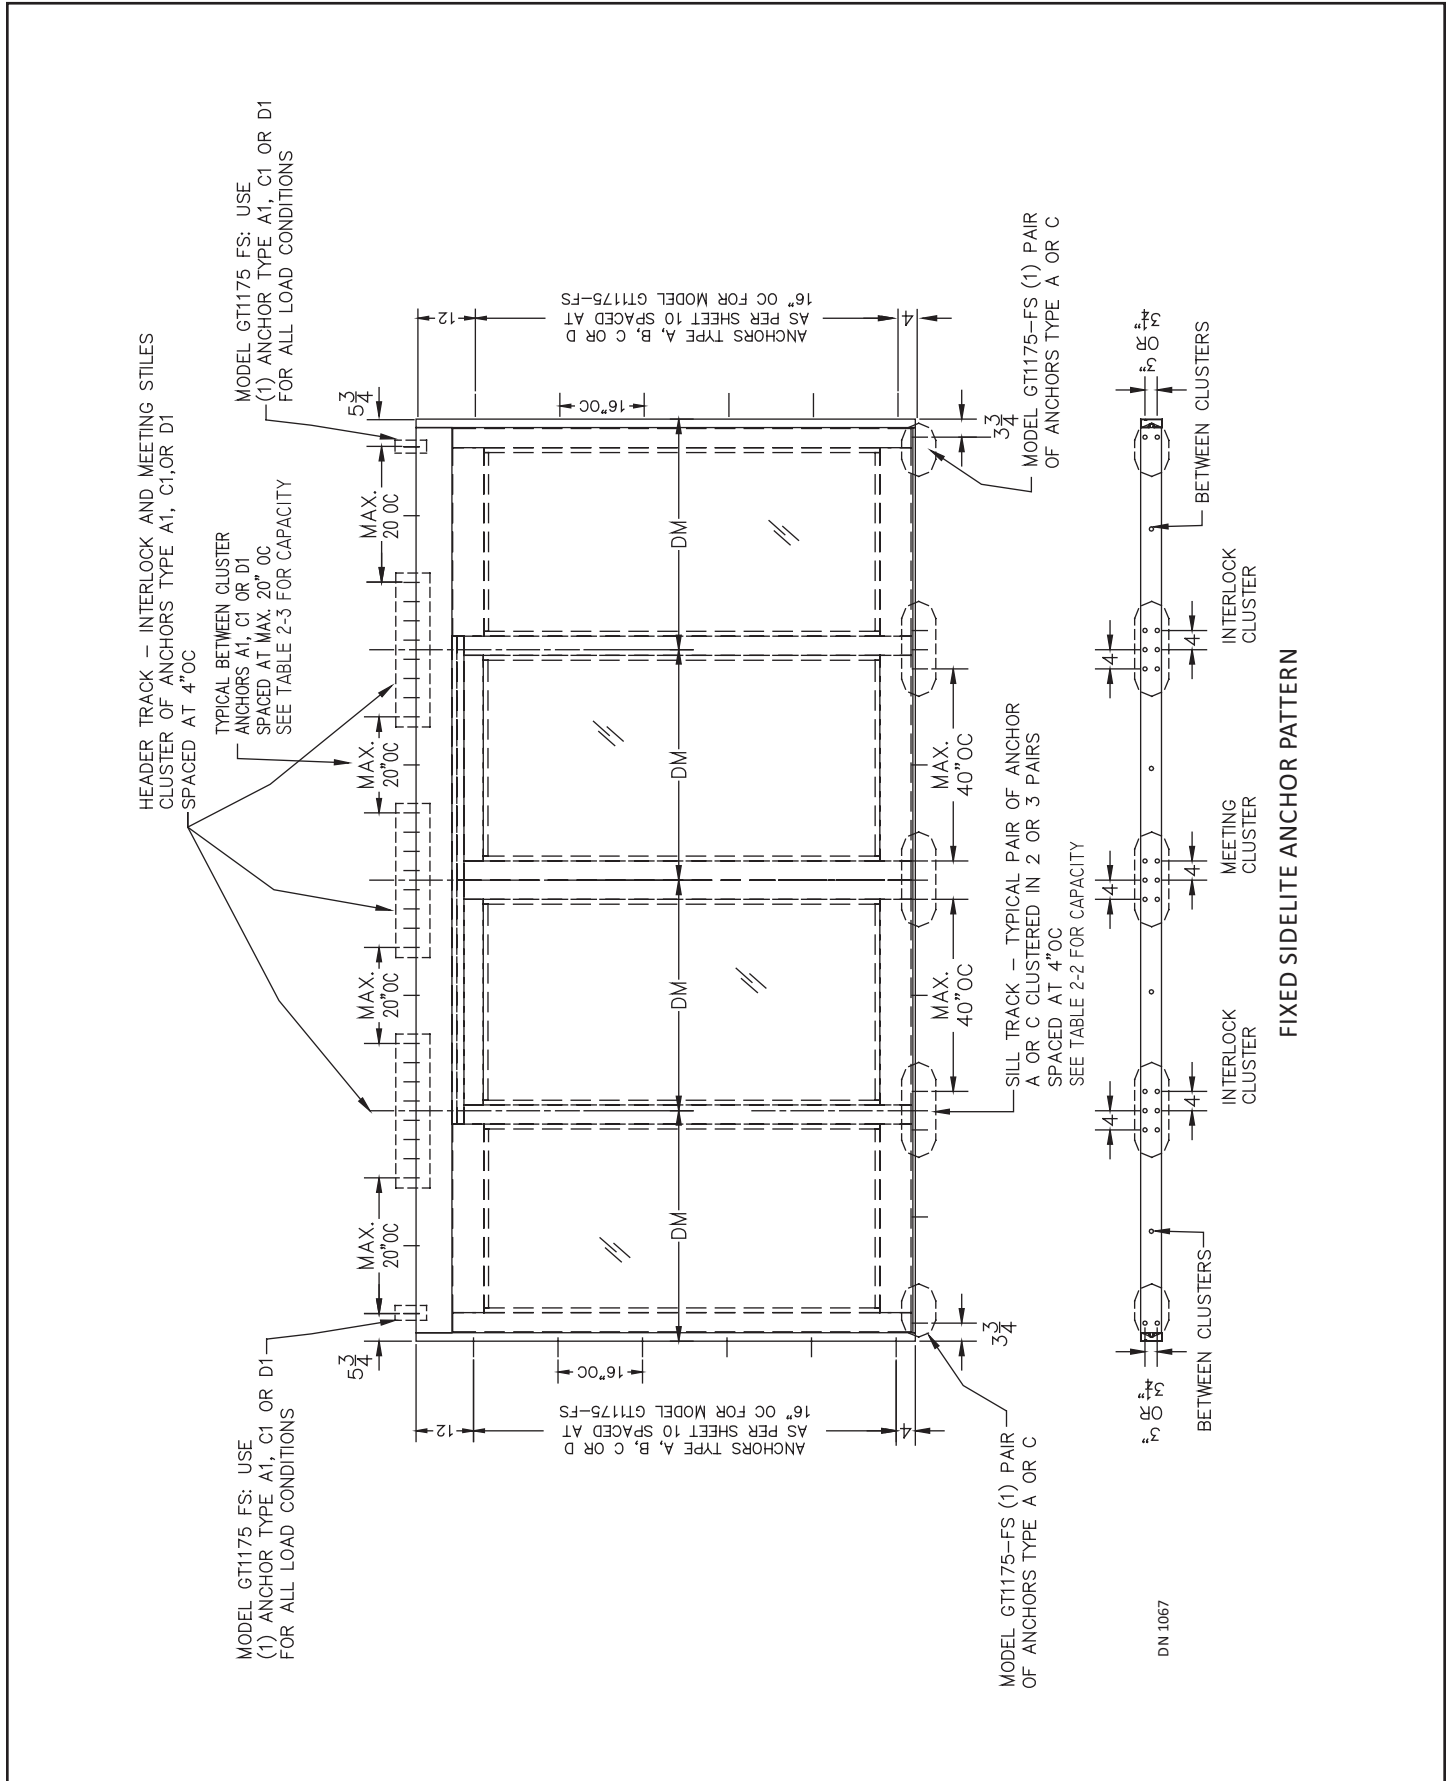 HEADER TRACK – INTERLOCK AND MEETING STILES
CLUSTER OF ANCHORS TYPE A1, C1,OR D1
SPACED AT 4"OC
MODEL GT1175 FS: USE
(1) ANCHOR TYPE A1, C1 OR D1
FOR ALL LOAD CONDITIONS
TYPICAL BETWEEN CLUSTER
ANCHORS A1, C1 OR D1
SPACED AT MAX. 20" OC
SEE TABLE 2-3 FOR CAPACITY
MODEL GT1175 FS: USE
(1) ANCHOR TYPE A1, C1 OR D1
FOR ALL LOAD CONDITIONS
5 3/4
MAX.
20"OC
MAX.
20"OC
MAX.
20"OC
MAX.
20 OC
5 3/4
12
ANCHORS TYPE A, B, C OR D
AS PER SHEET 10 SPACED AT
16" OC FOR MODEL GT1175-FS
16"OC
4
DM
DM
DM
DM
12
16"OC
ANCHORS TYPE A, B, C OR D
AS PER SHEET 10 SPACED AT
16" OC FOR MODEL GT1175-FS
4
3 3/4
MAX.
40"OC
MAX.
40"OC
3 3/4
MODEL GT1175-FS (1) PAIR
OF ANCHORS TYPE A OR C
SILL TRACK – TYPICAL PAIR OF ANCHOR
A OR C CLUSTERED IN 2 OR 3 PAIRS
SPACED AT 4"OC
SEE TABLE 2-2 FOR CAPACITY
MODEL GT1175-FS (1) PAIR
OF ANCHORS TYPE A OR C
3"
OR
3 1/4"
4
4
4
4
4
4
3"
OR
3 1/4"
BETWEEN CLUSTERS
INTERLOCK
CLUSTER
MEETING
CLUSTER
INTERLOCK
CLUSTER
BETWEEN CLUSTERS
FIXED SIDELITE ANCHOR PATTERN
DN 1067